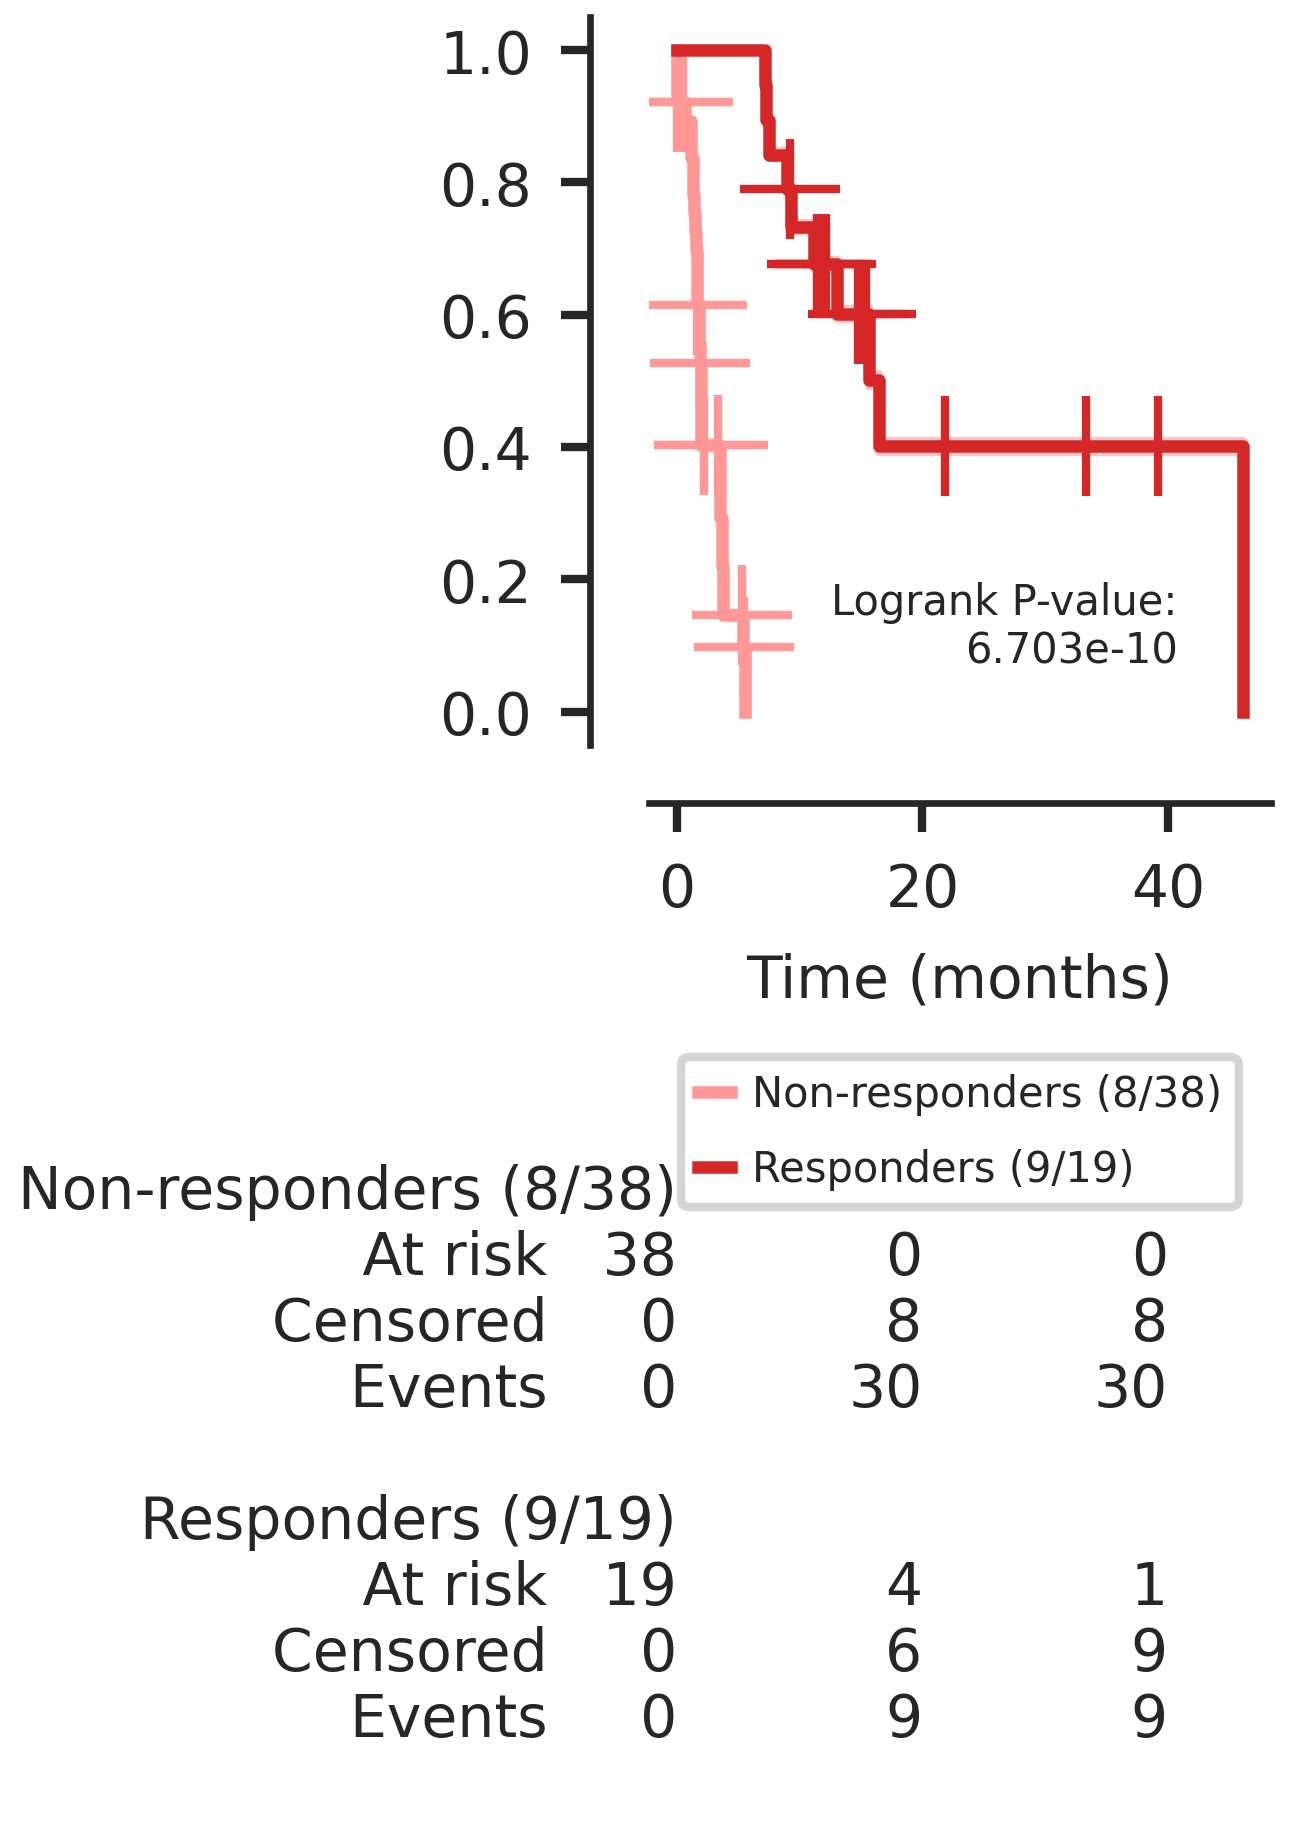 1.0
0.8
0.6
0.4
0.2
0.0
Logrank P-value:
6.703e-10
0 20 40
Time (months)
Non-responders (8/38)
Responders (9/19)
Non-responders (8/38)
At risk 38 0 0
Censored 0 8 8
Events 0 30 30
Responders (9/19)
At risk 19 4 1
Censored 0 6 9
Events 0 9 9